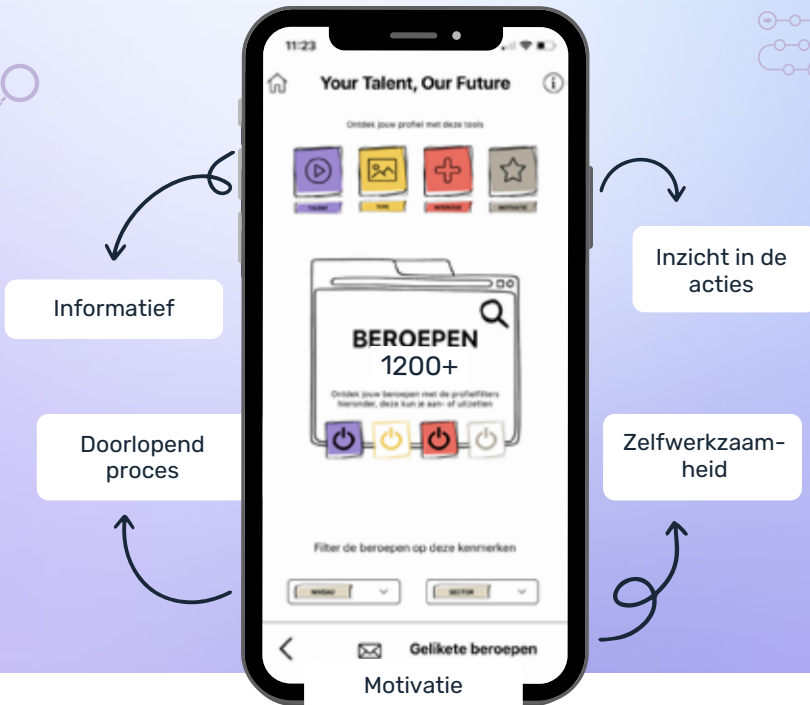 11:23
Your Talent, Our Future
Ontdek jouw profiel met deze tools
TALENT
INTERESSE
MOTIVATIE
Informatief
Inzicht in de
acties
BEROEPEN
1200+
Ontdek jouw beroepen met de profielfilters
hieronder, deze kun je aan- of uitzetten
Doorlopend
proces
Zelfwerkzaam-
heid
Filter de beroepen op deze kenmerken
NIVEAU
SECTOR
Gelikete beroepen
Motivatie